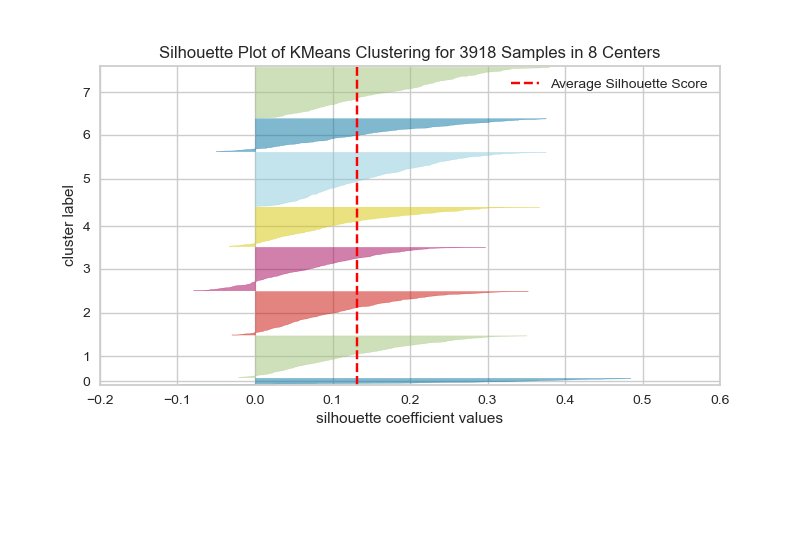 Silhouette Plot of KMeans Clustering for 3918 Samples in 8 Centers
Average Silhouette Score
cluster label
7
6
5
4
3
2
1
0
−0.2 −0.1 0.0 0.1 0.2 0.3 0.4 0.5 0.6
silhouette coefficient values